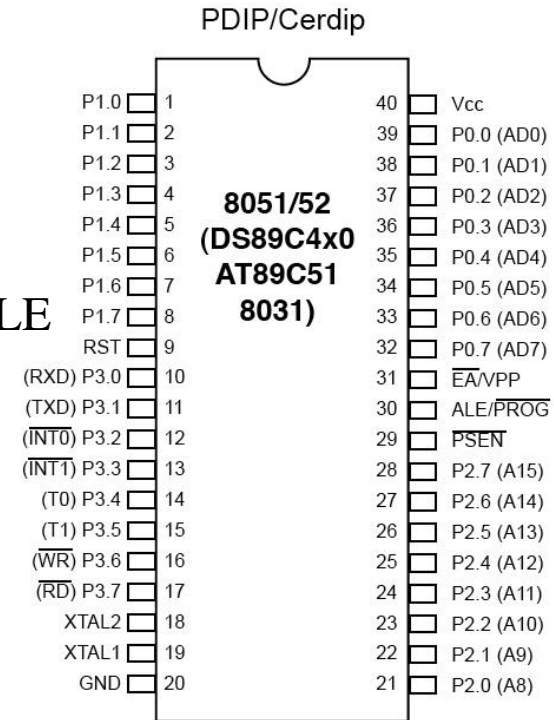 PDIP/Cerdip
P1.0 1 40 Vcc
P1.1 2 39 P0.0 (AD0)
P1.2 3 38 P0.1 (AD1)
P1.3 4 37 P0.2 (AD2)
P1.4 5 36 P0.3 (AD3)
P1.5 6 35 P0.4 (AD4)
P1.6 7 34 P0.5 (AD5)
P1.7 8 33 P0.6 (AD6)
RST 9 32 P0.7 (AD7)
(RXD) P3.0 10 31 E̅A̅/VPP
(TXD) P3.1 11 30 ALE/P̅R̅O̅G̅
(I̅N̅T̅0̅) P3.2 12 29 P̅S̅E̅N̅
(I̅N̅T̅1̅) P3.3 13 28 P2.7 (A15)
(T0) P3.4 14 27 P2.6 (A14)
(T1) P3.5 15 26 P2.5 (A13)
(W̅R̅) P3.6 16 25 P2.4 (A12)
(R̅D̅) P3.7 17 24 P2.3 (A11)
XTAL2 18 23 P2.2 (A10)
XTAL1 19 22 P2.1 (A9)
GND 20 21 P2.0 (A8)
8051/52
(DS89C4x0
AT89C51
8031)
LE